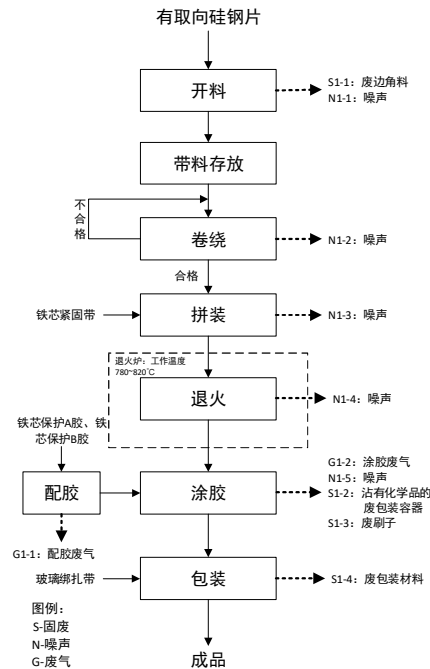 有取向硅钢片
开料
S1-1：废边角料
N1-1：噪声
带料存放
不合格
卷绕
N1-2：噪声
合格
铁芯紧固带
拼装
N1-3：噪声
退火炉：工作温度
780~820℃
退火
N1-4：噪声
铁芯保护A胶、铁
芯保护B胶
配胶
涂胶
G1-2：涂胶废气
N1-5：噪声
S1-2：沾有化学品的
废包装容器
S1-3：废刷子
G1-1：配胶废气
玻璃绑扎带
包装
S1-4：废包装材料
图例：
S-固废
N-噪声
G-废气
成品